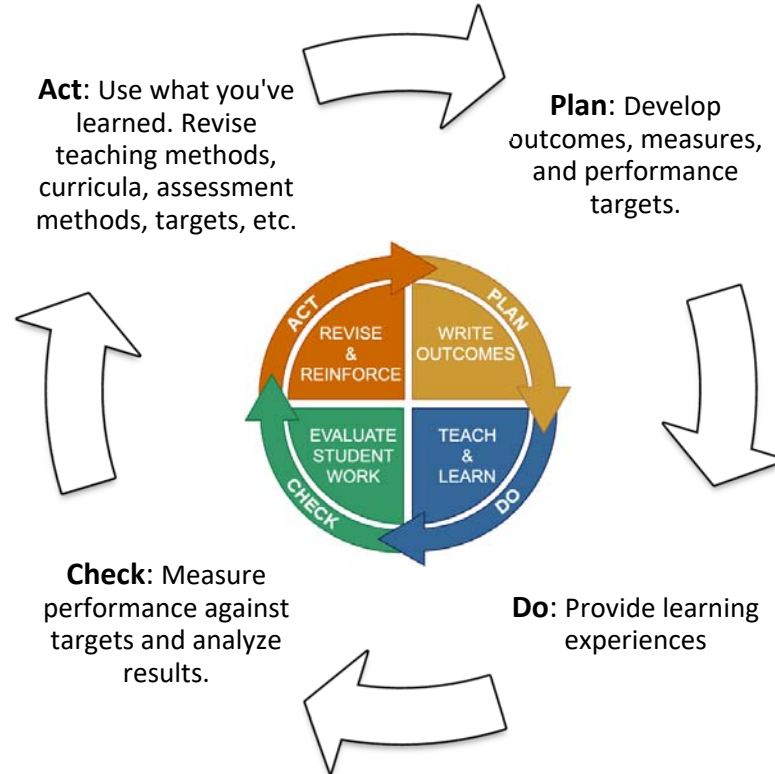 Act: Use what you've
learned. Revise
teaching methods,
curricula, assessment
methods, targets, etc.
Plan: Develop
outcomes, measures,
and performance
targets.
ACT
REVISE
&
REINFORCE
PLAN
WRITE
OUTCOMES
CHECK
EVALUATE
STUDENT
WORK
DO
TEACH
&
LEARN
Check: Measure
performance against
targets and analyze
results.
Do: Provide learning
experiences